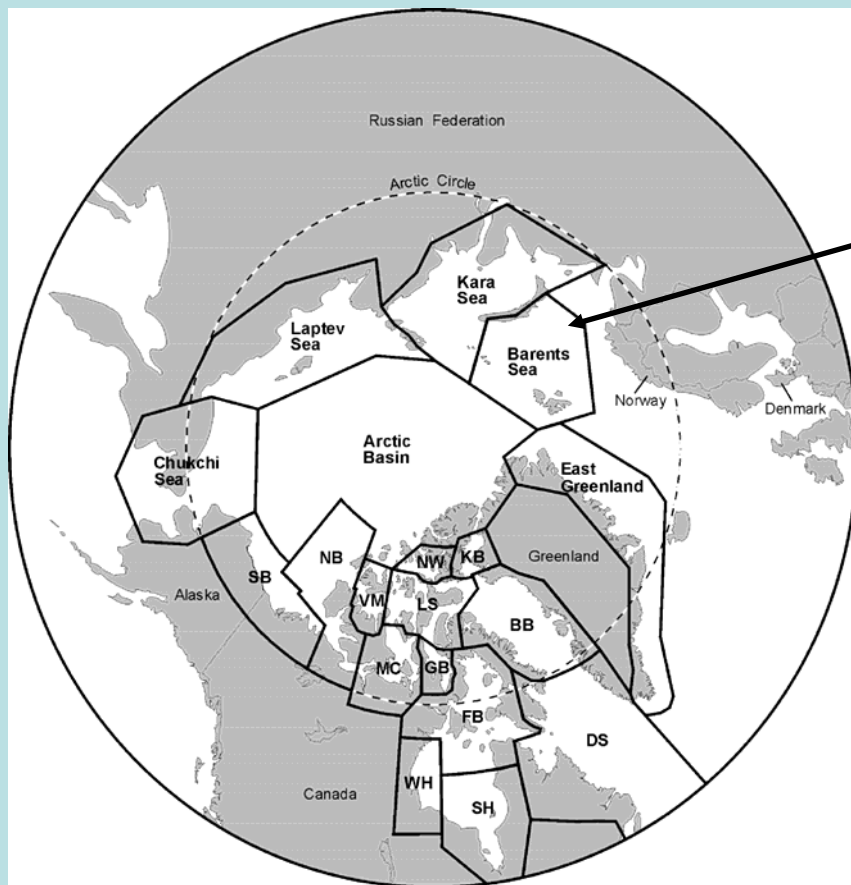 Russian Federation
Arctic Circle
Kara
Sea
Laptev
Sea
Barents
Sea
Norway
Denmark
Chukchi
Sea
Arctic
Basin
East
Greenland
NB
NW
KB
Greenland
SB
Alaska
VM
LS
BB
MC
GB
FB
DS
WH
Canada
SH